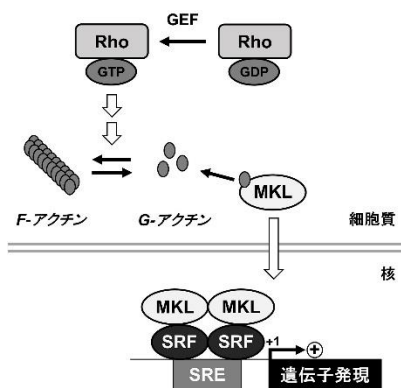 GEF
Rho
Rho
GTP
GDP
MKL
F-アクチン
G-アクチン
細胞質
核
MKL
MKL
SRF
SRF
+1
+
SRE
遺伝子発現